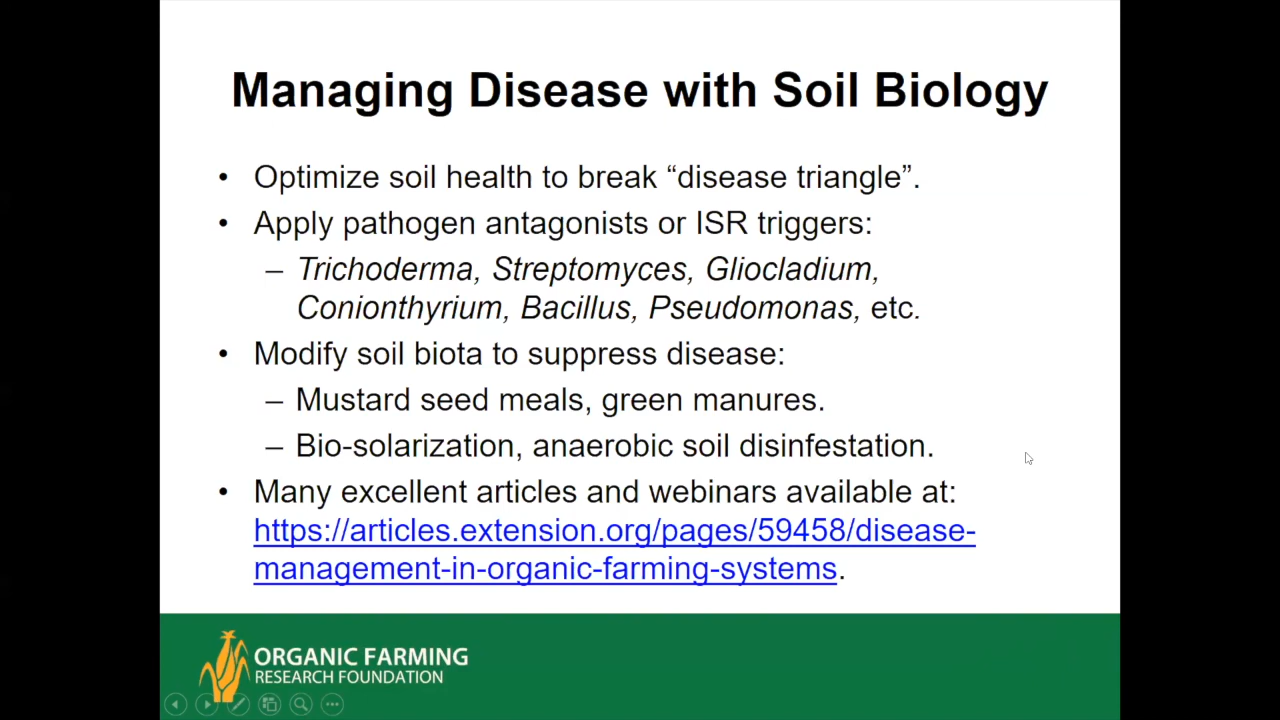 Managing Disease with Soil Biology
• Optimize soil health to break “disease triangle”.
• Apply pathogen antagonists or ISR triggers:
– Trichoderma, Streptomyces, Gliocladium,
Conionthyrium, Bacillus, Pseudomonas, etc.
• Modify soil biota to suppress disease:
– Mustard seed meals, green manures.
– Bio-solarization, anaerobic soil disinfestation.
• Many excellent articles and webinars available at:
https://articles.extension.org/pages/59458/disease-
management-in-organic-farming-systems.
ORGANIC FARMING
RESEARCH FOUNDATION